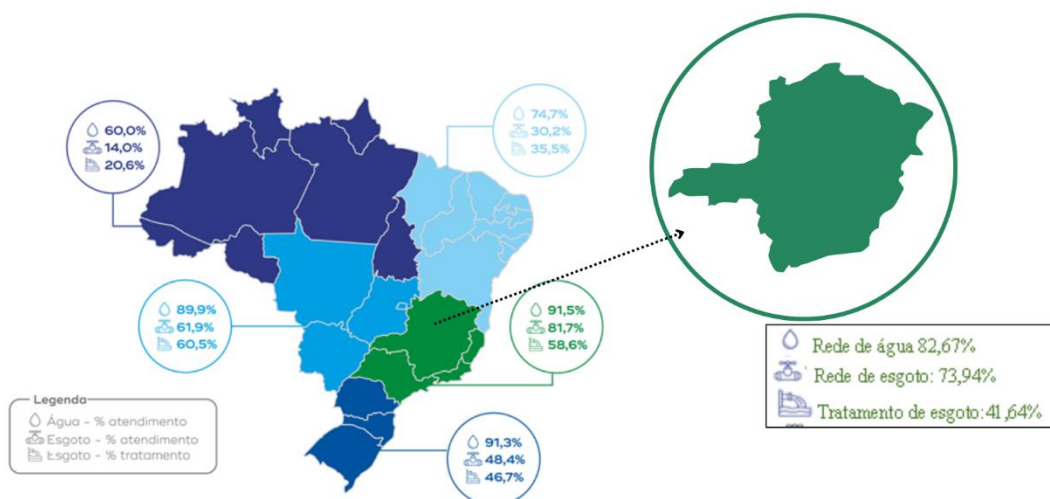 60,0%
14,0%
20,6%
74,7%
30,2%
35,5%
89,9%
61,9%
60,5%
91,5%
81,7%
58,6%
91,3%
48,4%
46,7%
Legenda
Água - % atendimento
Esgoto - % atendimento
Esgoto - % tratamento
Rede de água 82,67%
Rede de esgoto: 73,94%
Tratamento de esgoto:41,64%